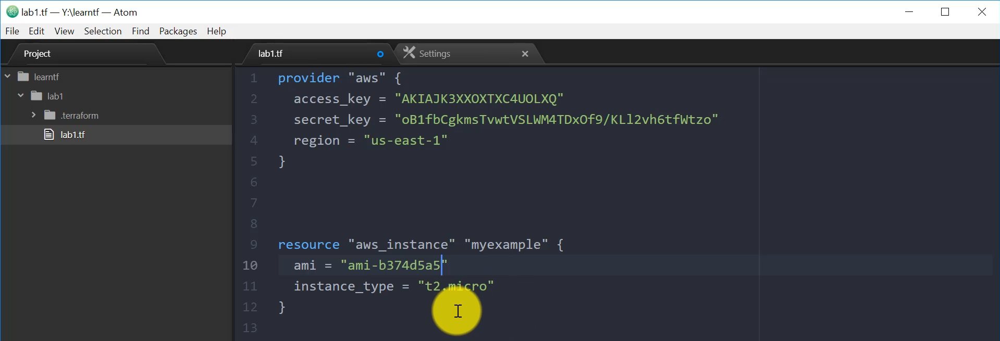 lab1.tf — Y:\learntf — Atom
File Edit View Selection Find Packages Help
Project
lab1.tf
Settings
learntf
lab1
.terraform
lab1.tf
1 provider "aws" {
2 access_key = "AKIAJK3XXOXTXC4UOLXQ"
3 secret_key = "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"
4 region = "us-east-1"
5 }
6
7
8
9 resource "aws_instance" "myexample" {
10 ami = "ami-b374d5a5"
11 instance_type = "t2.micro"
12 }
13